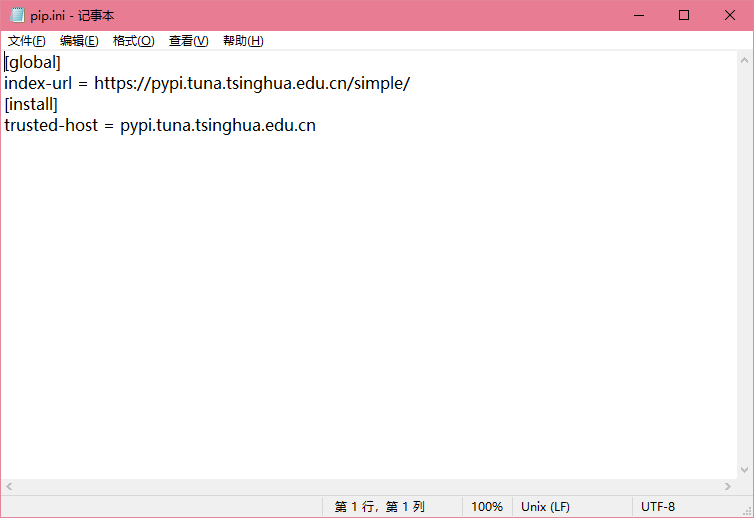 pip.ini - 记事本
文件(F) 编辑(E) 格式(O) 查看(V) 帮助(H)
[global]
index-url = https://pypi.tuna.tsinghua.edu.cn/simple/
[install]
trusted-host = pypi.tuna.tsinghua.edu.cn
第 1 行，第 1 列 100% Unix (LF) UTF-8